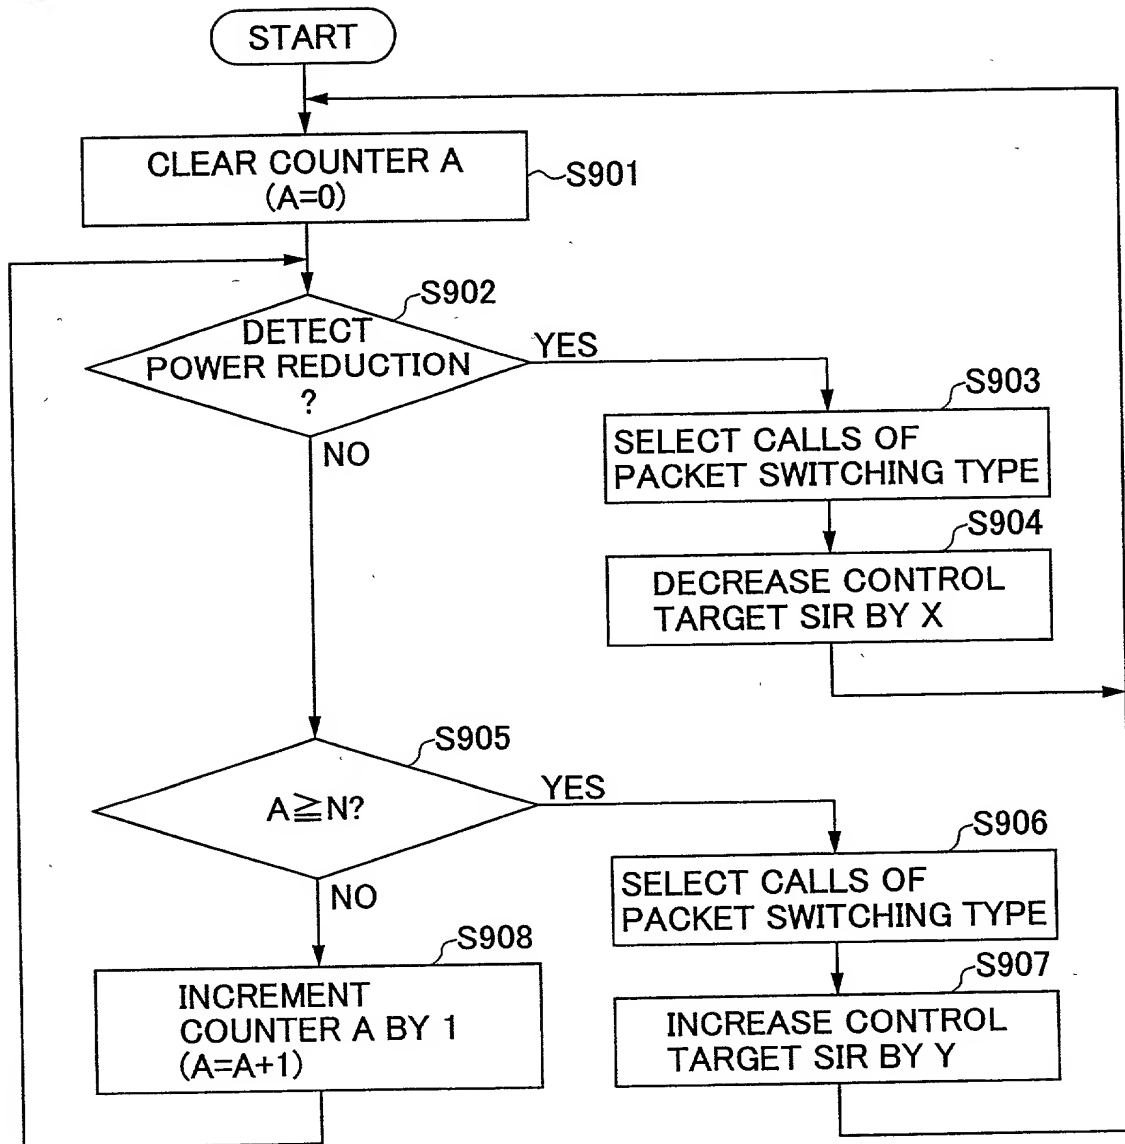 START
CLEAR COUNTER A
(A=0)
S901
S902
DETECT
POWER REDUCTION
?
YES
NO
S903
SELECT CALLS OF
PACKET SWITCHING TYPE
S904
DECREASE CONTROL
TARGET SIR BY X
S905
A≧N?
YES
NO
S906
SELECT CALLS OF
PACKET SWITCHING TYPE
S907
INCREASE CONTROL
TARGET SIR BY Y
S908
INCREMENT
COUNTER A BY 1
(A=A+1)